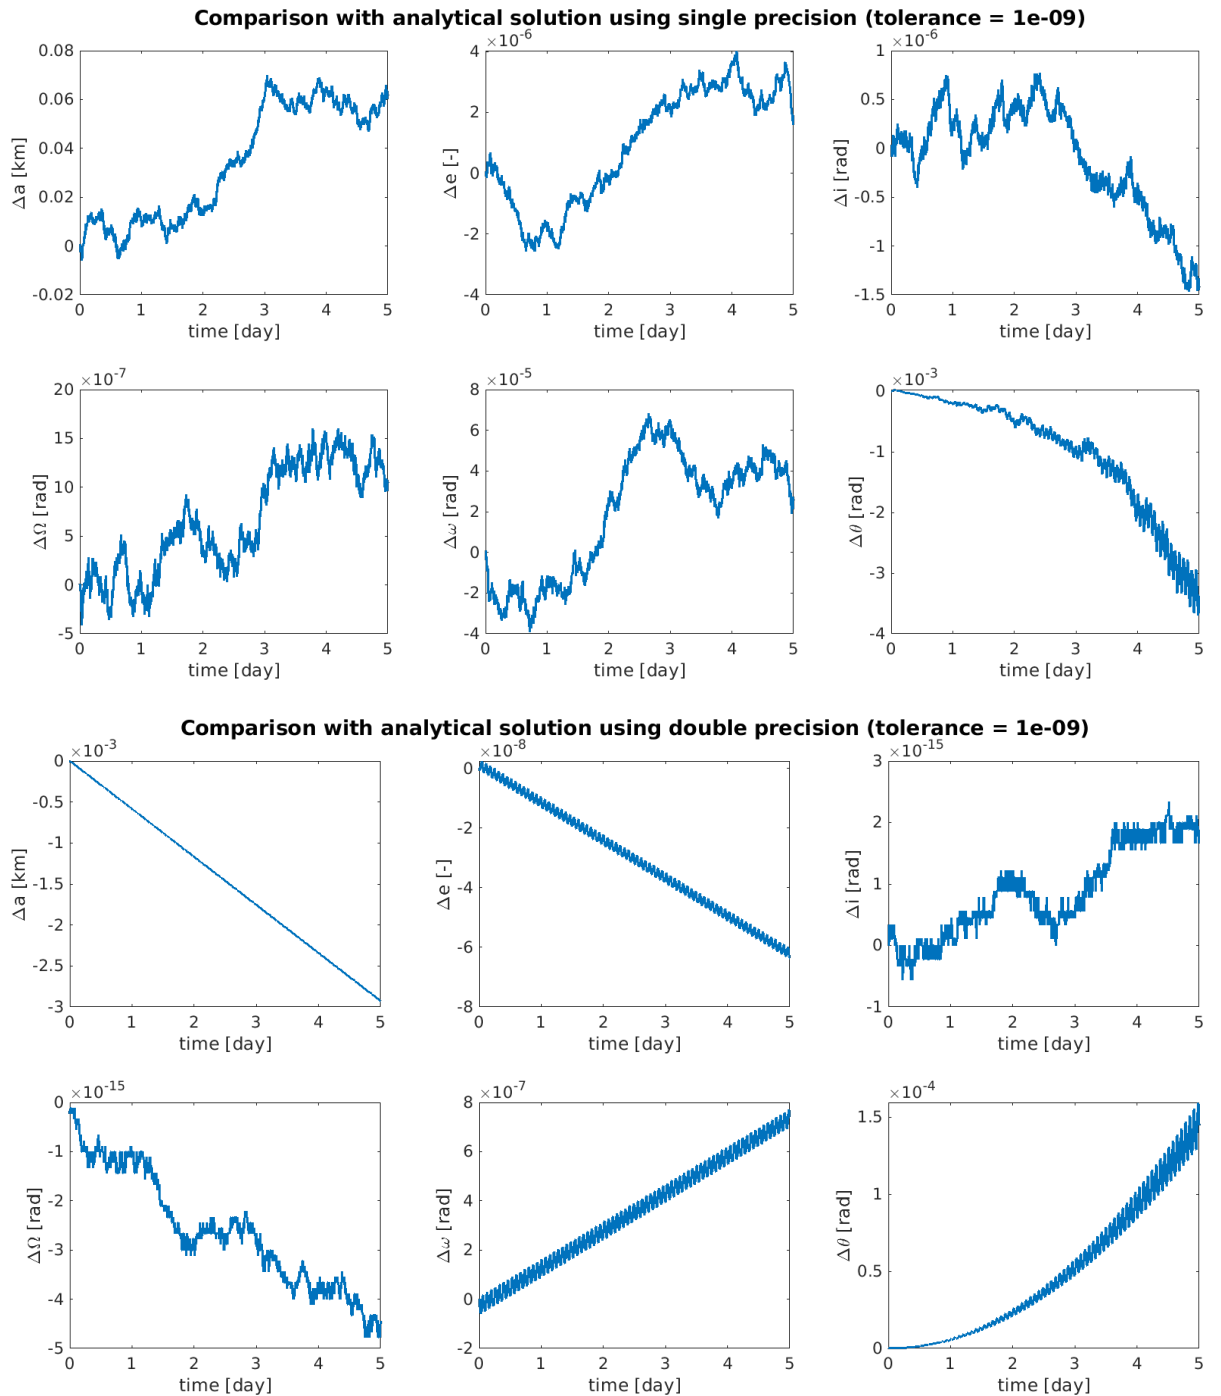 Comparison with analytical solution using single precision (tolerance = 1e-09)
0.08
0.06
0.04
0.02
0
-0.02
Δa [km]
0 1 2 3 4 5
time [day]
×10-6
4
2
0
-2
-4
Δe [-]
0 1 2 3 4 5
time [day]
×10-6
1
0.5
0
-0.5
-1
-1.5
Δi [rad]
0 1 2 3 4 5
time [day]
×10-7
20
15
10
5
0
-5
ΔΩ [rad]
0 1 2 3 4 5
time [day]
×10-5
8
6
4
2
0
-2
-4
Δω [rad]
0 1 2 3 4 5
time [day]
×10-3
0
-1
-2
-3
-4
Δθ [rad]
0 1 2 3 4 5
time [day]
Comparison with analytical solution using double precision (tolerance = 1e-09)
×10-3
0
-0.5
-1
-1.5
-2
-2.5
-3
Δa [km]
0 1 2 3 4 5
time [day]
×10-8
0
-2
-4
-6
-8
Δe [-]
0 1 2 3 4 5
time [day]
×10-15
3
2
1
0
-1
Δi [rad]
0 1 2 3 4 5
time [day]
×10-15
0
-1
-2
-3
-4
-5
ΔΩ [rad]
0 1 2 3 4 5
time [day]
×10-7
8
6
4
2
0
-2
Δω [rad]
0 1 2 3 4 5
time [day]
×10-4
1.5
1
0.5
0
Δθ [rad]
0 1 2 3 4 5
time [day]